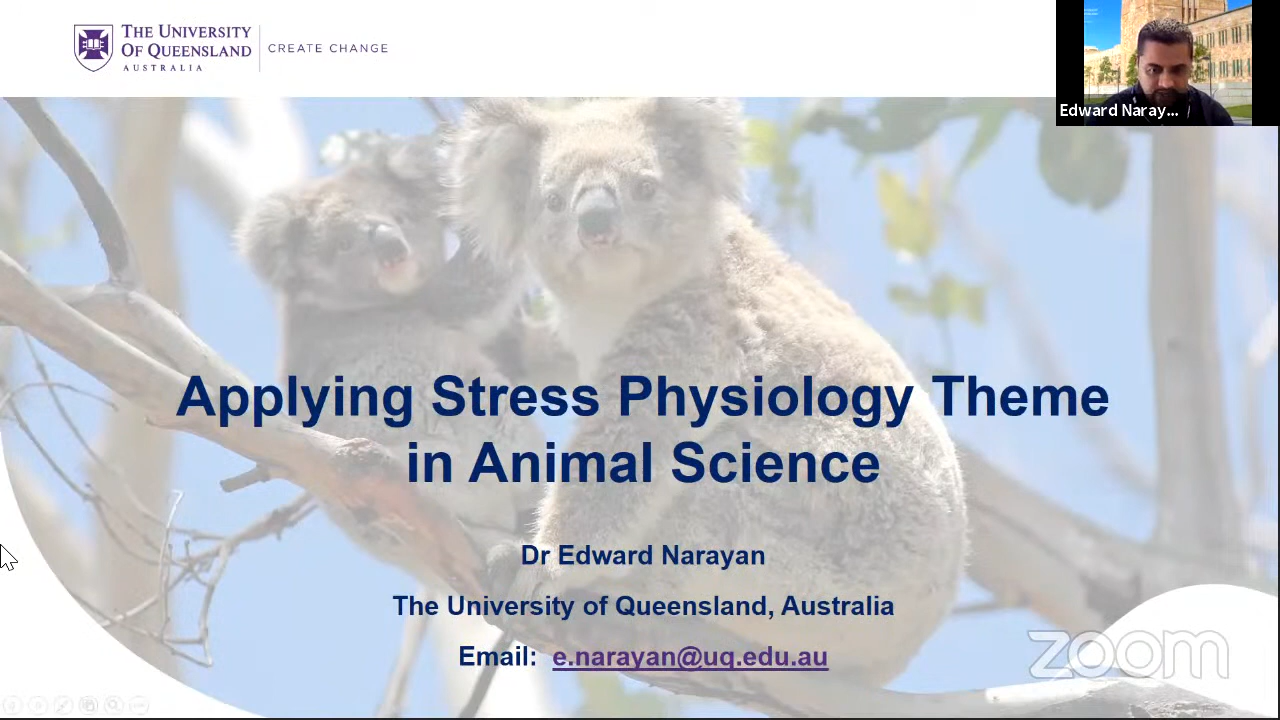 THE UNIVERSITY
OF QUEENSLAND
AUSTRALIA
CREATE CHANGE
Edward Naray...
Applying Stress Physiology Theme
in Animal Science
Dr Edward Narayan
The University of Queensland, Australia
Email: e.narayan@uq.edu.au
zoom